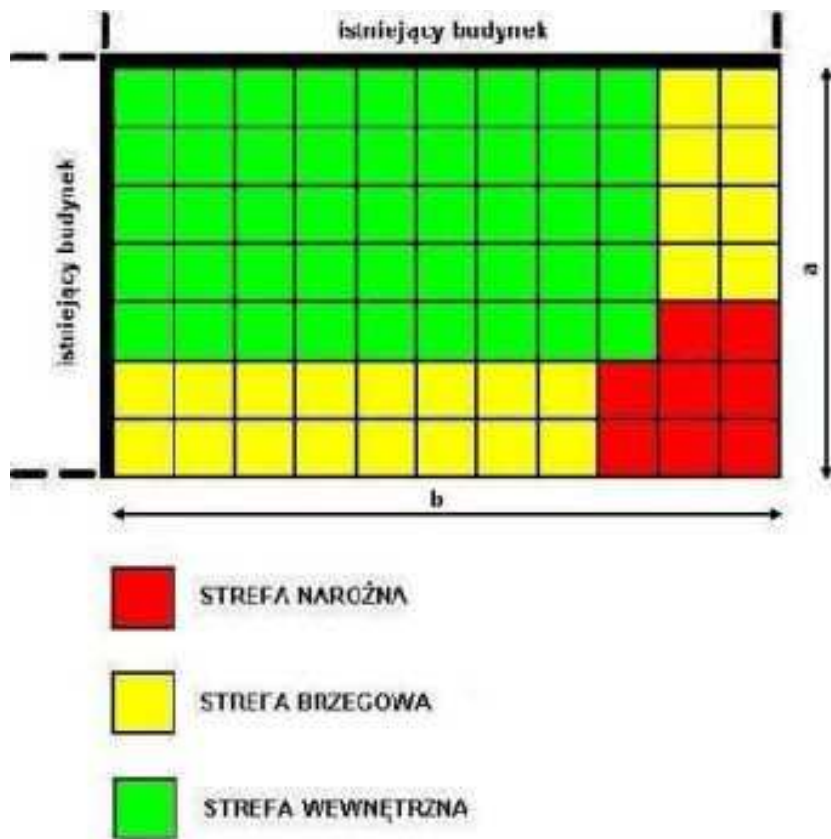 istniejący budynek
istniejący budynek
a
b
STREFA NAROŻNA
STREFA BRZEGOWA
STREFA WEWNĘTRZNA